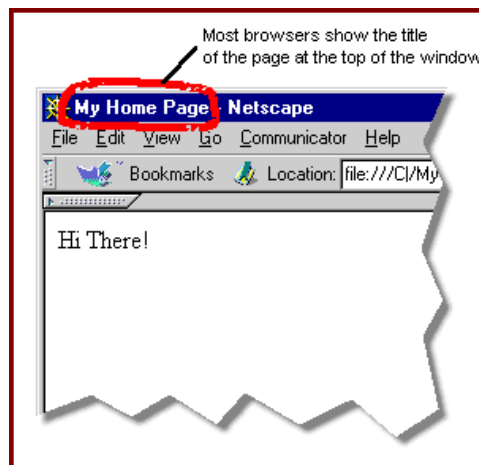 Most browsers show the title
of the page at the top of the window
My Home Page - Netscape
File Edit View Go Communicator Help
Bookmarks Location: file:///C|/My
Hi There!